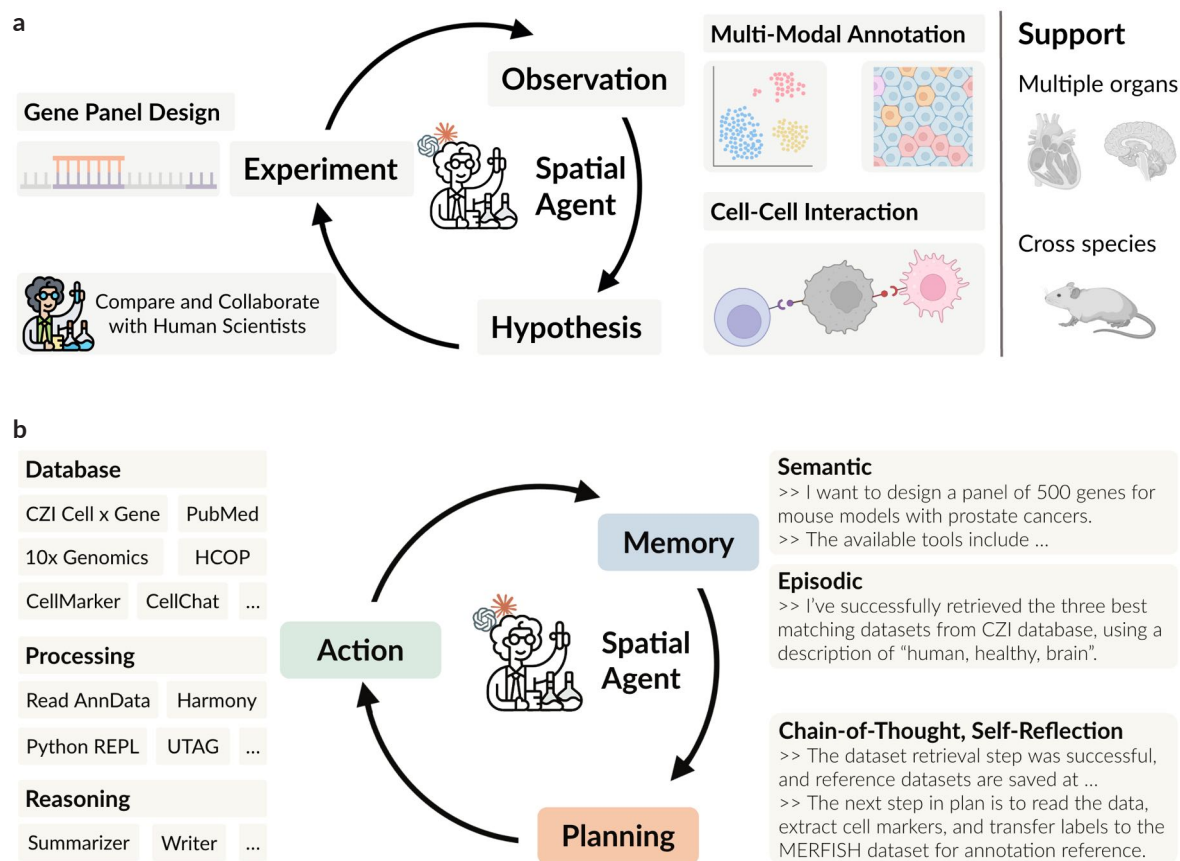 a
Gene Panel Design
Experiment
Compare and Collaborate
with Human Scientists
Observation
Spatial
Agent
Hypothesis
Multi-Modal Annotation
Cell-Cell Interaction
Support
Multiple organs
Cross species
b
Database
CZI Cell x Gene PubMed
10x Genomics HCOP
CellMarker CellChat ...
Processing
Read AnnData Harmony
Python REPL UTAG ...
Reasoning
Summarizer Writer ...
Action
Memory
Spatial
Agent
Planning
Semantic
>> I want to design a panel of 500 genes for
mouse models with prostate cancers.
>> The available tools include ...
Episodic
>> I’ve successfully retrieved the three best
matching datasets from CZI database, using a
description of “human, healthy, brain”.
Chain-of-Thought, Self-Reflection
>> The dataset retrieval step was successful,
and reference datasets are saved at ...
>> The next step in plan is to read the data,
extract cell markers, and transfer labels to the
MERFISH dataset for annotation reference.